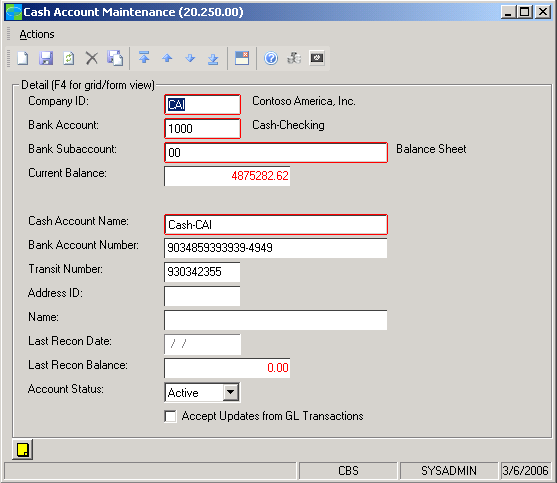 Cash Account Maintenance (20.250.00)
Actions
Detail (F4 for grid/form view)
Company ID: CAI Contoso America, Inc.
Bank Account: 1000 Cash-Checking
Bank Subaccount: 00 Balance Sheet
Current Balance: 4875282.62
Cash Account Name: Cash-CAI
Bank Account Number: 9034859393939-4949
Transit Number: 930342355
Address ID:
Name:
Last Recon Date: / /
Last Recon Balance: 0.00
Account Status: Active
Accept Updates from GL Transactions
CBS SYSADMIN 3/6/2006